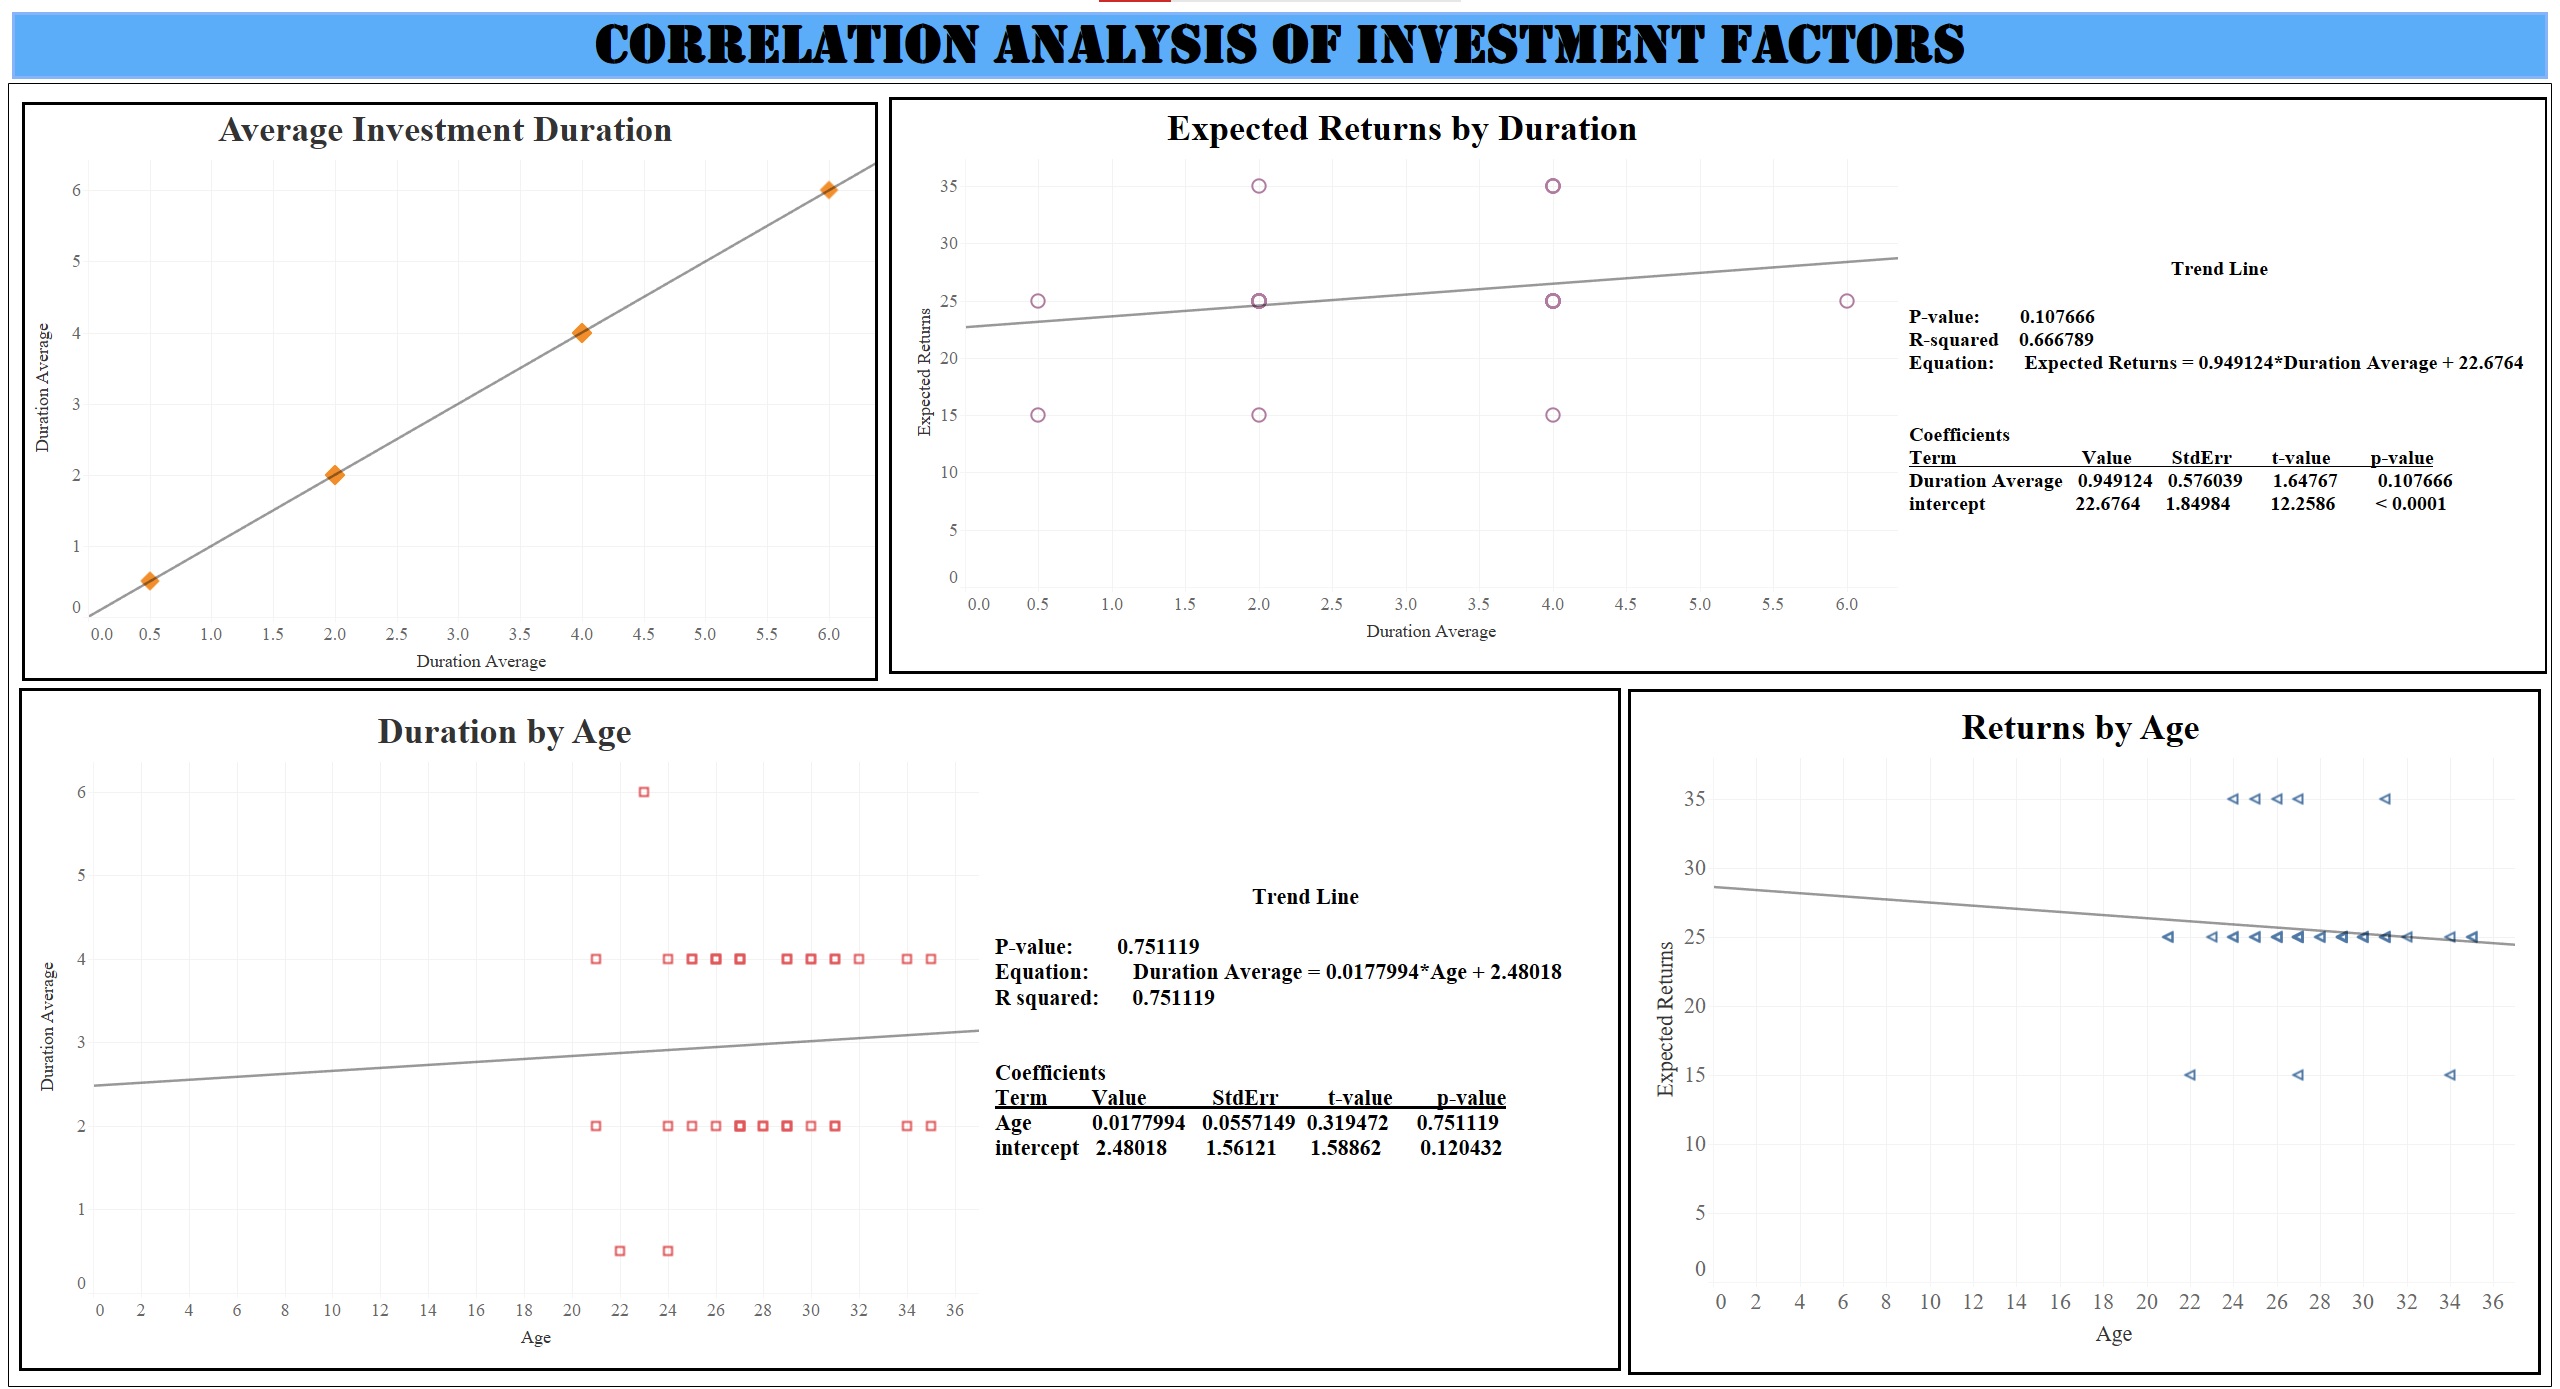 CORRELATION ANALYSIS OF INVESTMENT FACTORS
Average Investment Duration
Duration Average
6
5
4
3
2
1
0
0.0 0.5 1.0 1.5 2.0 2.5 3.0 3.5 4.0 4.5 5.0 5.5 6.0
Duration Average
Expected Returns by Duration
Expected Returns
35
30
25
20
15
10
5
0
0.0 0.5 1.0 1.5 2.0 2.5 3.0 3.5 4.0 4.5 5.0 5.5 6.0
Duration Average
Trend Line
P-value: 0.107666
R-squared 0.666789
Equation: Expected Returns = 0.949124*Duration Average + 22.6764
Coefficients
Term Value StdErr t-value p-value
Duration Average 0.949124 0.576039 1.64767 0.107666
intercept 22.6764 1.84984 12.2586 < 0.0001
Duration by Age
Duration Average
6
5
4
3
2
1
0
0 2 4 6 8 10 12 14 16 18 20 22 24 26 28 30 32 34 36
Age
Trend Line
P-value: 0.751119
Equation: Duration Average = 0.0177994*Age + 2.48018
R squared: 0.751119
Coefficients
Term Value StdErr t-value p-value
Age 0.0177994 0.0557149 0.319472 0.751119
intercept 2.48018 1.56121 1.58862 0.120432
Returns by Age
Expected Returns
35
30
25
20
15
10
5
0
0 2 4 6 8 10 12 14 16 18 20 22 24 26 28 30 32 34 36
Age